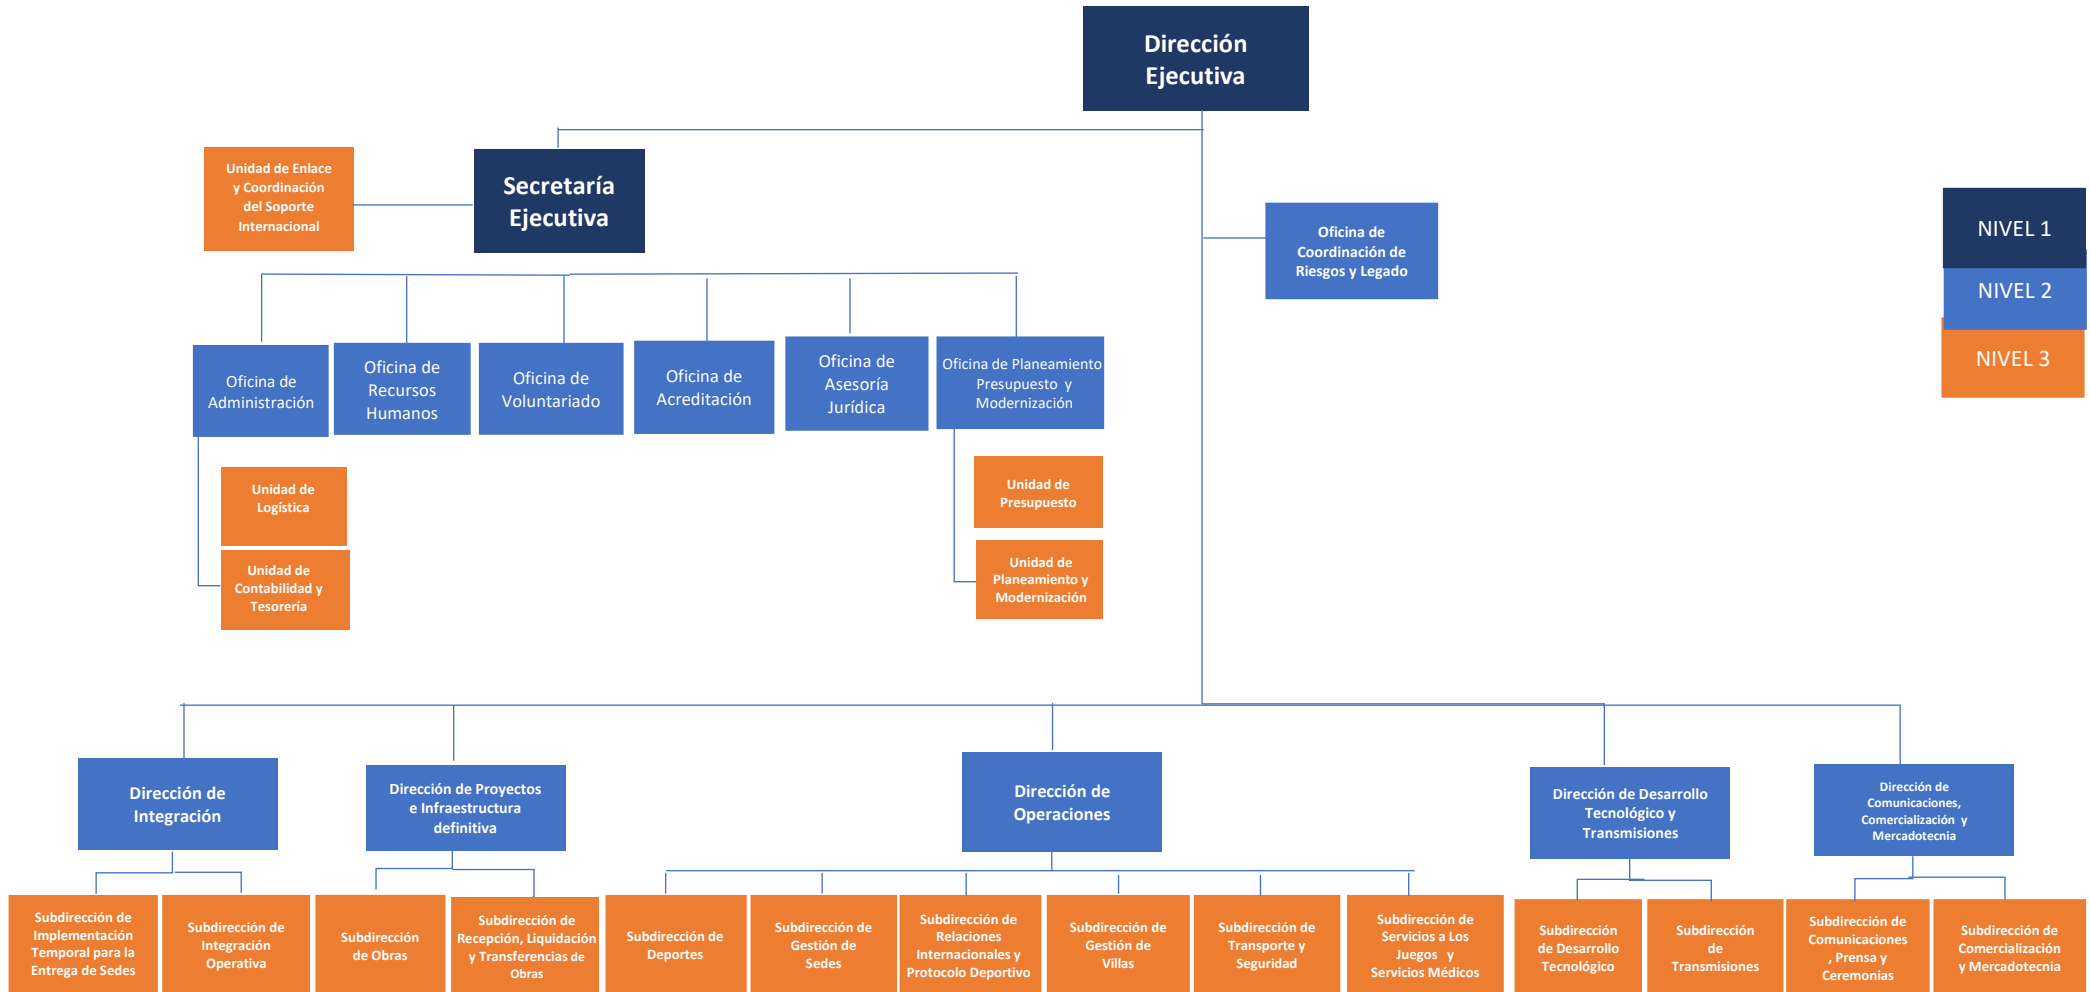 Dirección
Ejecutiva
Unidad de Enlace
y Coordinación
del Soporte
Internacional
Secretaría
Ejecutiva
Oficina de
Coordinación de
Riesgos y Legado
NIVEL 1
NIVEL 2
NIVEL 3
Oficina de
Administración
Oficina de
Recursos
Humanos
Oficina de
Voluntariado
Oficina de
Acreditación
Oficina de
Asesoría
Jurídica
Oficina de Planeamiento
Presupuesto y
Modernización
Unidad de
Logística
Unidad de
Contabilidad y
Tesorería
Unidad de
Presupuesto
Unidad de
Planeamiento y
Modernización
Dirección de
Integración
Dirección de Proyectos
e Infraestructura
definitiva
Dirección de
Operaciones
Dirección de Desarrollo
Tecnológico y
Transmisiones
Dirección de
Comunicaciones,
Comercialización y
Mercadotecnia
Subdirección de
Implementación
Temporal para la
Entrega de Sedes
Subdirección de
Integración
Operativa
Subdirección
de Obras
Subdirección de
Recepción, Liquidación
y Transferencias de
Obras
Subdirección de
Deportes
Subdirección de
Gestión de
Sedes
Subdirección de
Relaciones
Internacionales y
Protocolo Deportivo
Subdirección de
Gestión de
Villas
Subdirección de
Transporte y
Seguridad
Subdirección de
Servicios a Los
Juegos y
Servicios Médicos
Subdirección
de Desarrollo
Tecnológico
Subdirección
de
Transmisiones
Subdirección de
Comunicaciones
, Prensa y
Ceremonias
Subdirección de
Comercialización
y Mercadotecnia